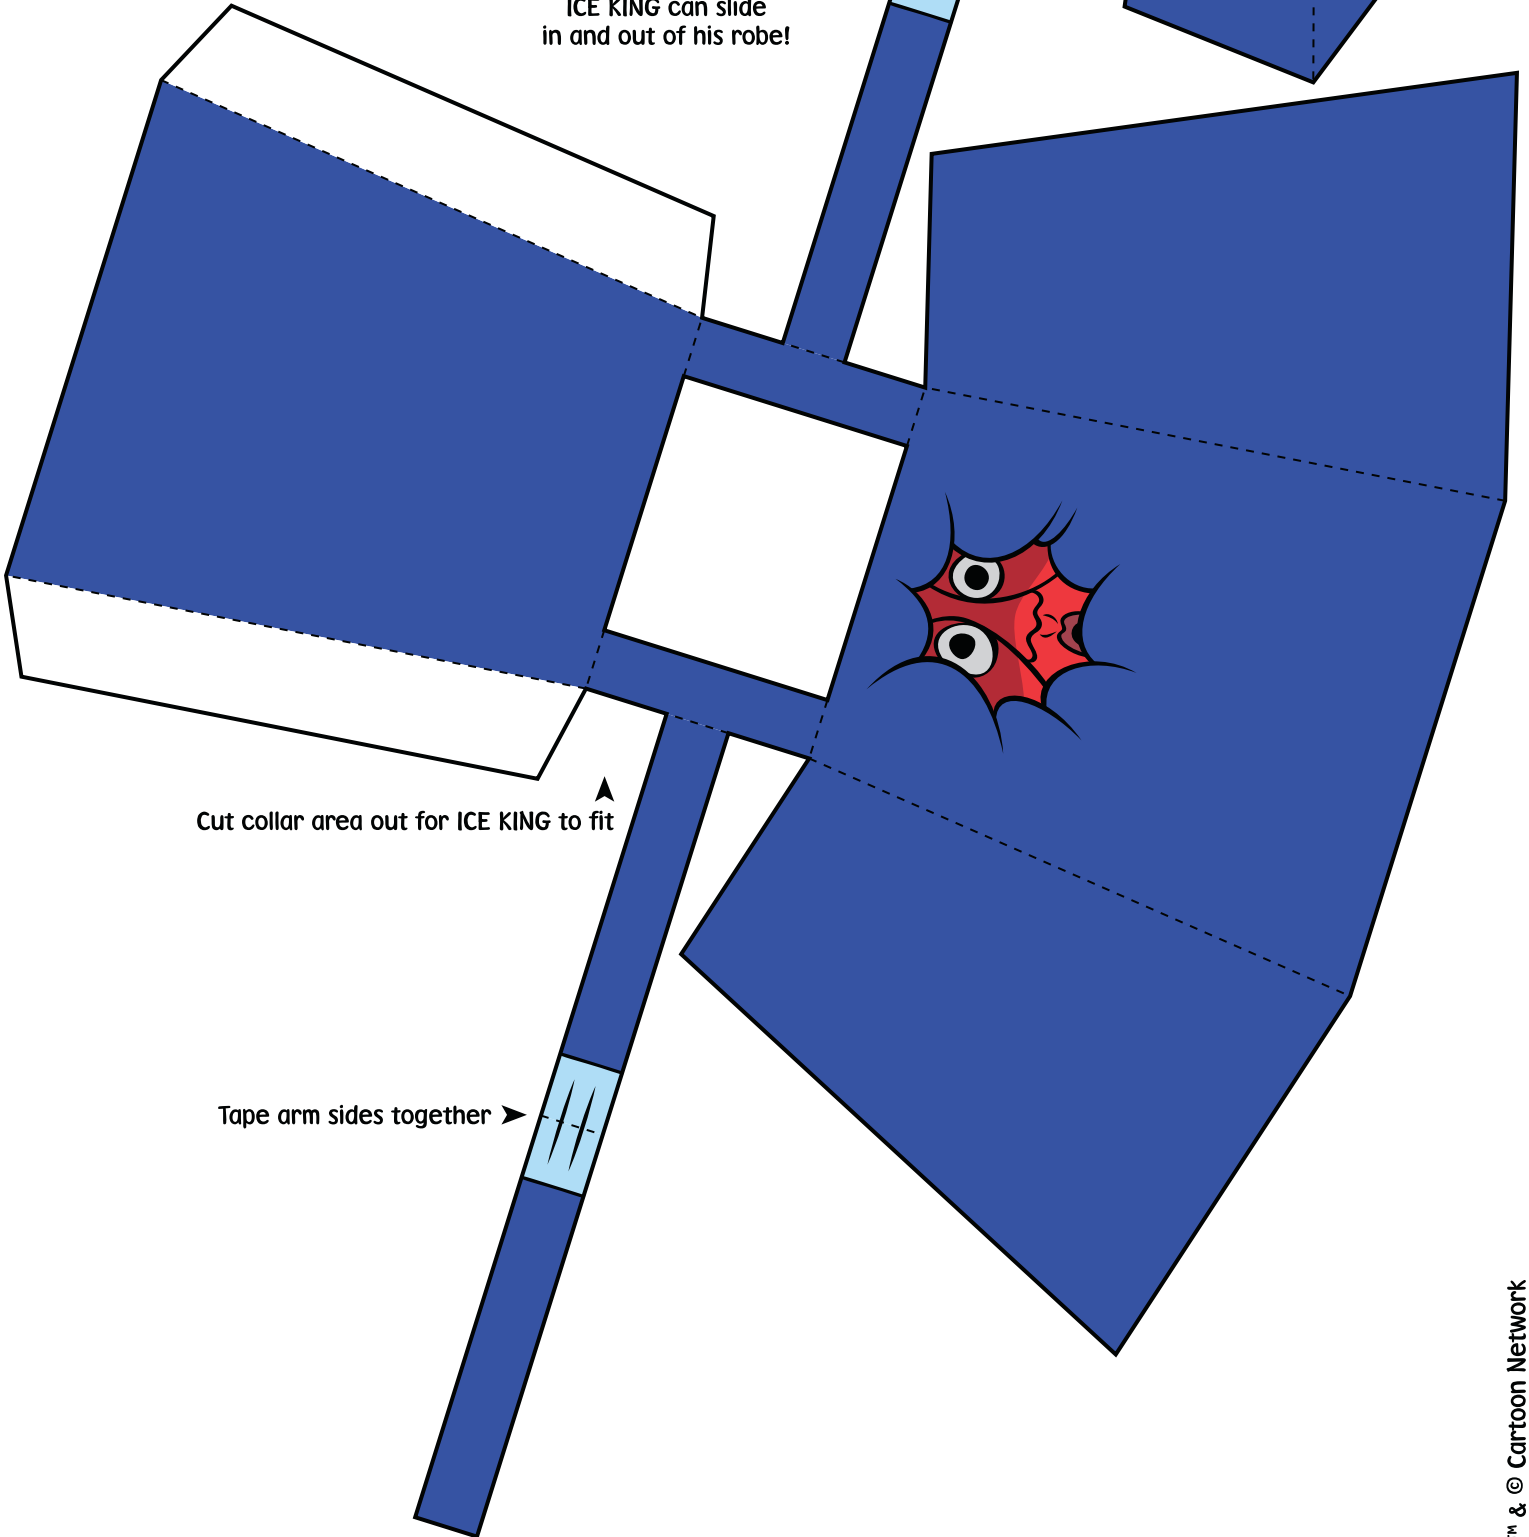 ICE KING can slide
in and out of his robe!
Cut collar area out for ICE KING to fit
Tape arm sides together
™ & © Cartoon Network